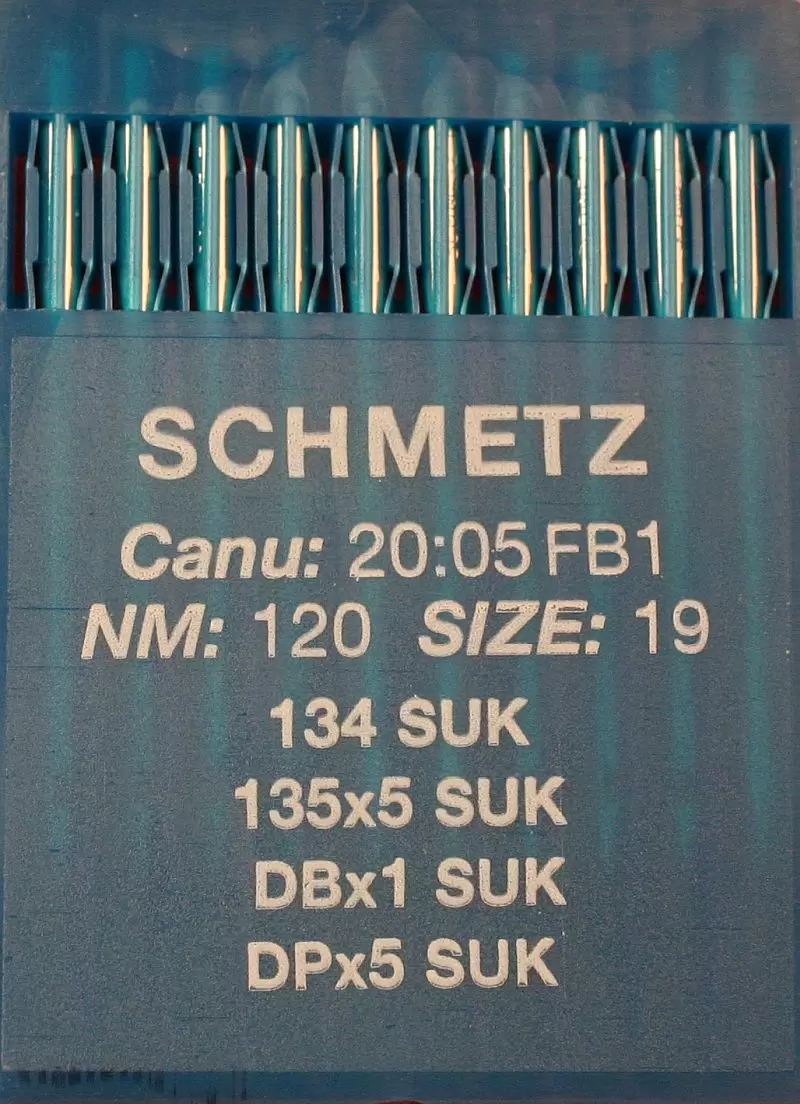 SCHMETZ
Canu: 20:05 FB1
NM: 120 SIZE: 19
134 SUK
135x5 SUK
DBx1 SUK
DPx5 SUK